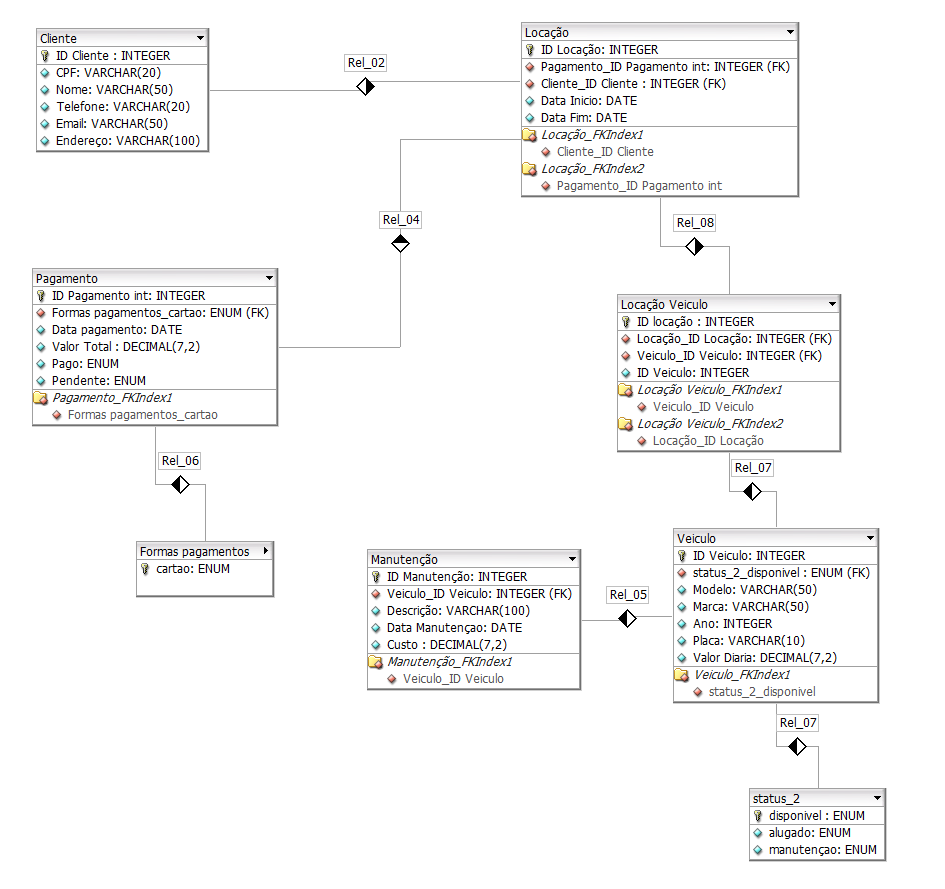 Cliente
ID Cliente : INTEGER
CPF: VARCHAR(20)
Nome: VARCHAR(50)
Telefone: VARCHAR(20)
Email: VARCHAR(50)
Endereço: VARCHAR(100)
Rel_02
Locação
ID Locação: INTEGER
Pagamento_ID Pagamento int: INTEGER (FK)
Cliente_ID Cliente : INTEGER (FK)
Data Inicio: DATE
Data Fim: DATE
Locação_FKIndex1
Cliente_ID Cliente
Locação_FKIndex2
Pagamento_ID Pagamento int
Rel_04
Rel_08
Pagamento
ID Pagamento int: INTEGER
Formas pagamentos_cartao: ENUM (FK)
Data pagamento: DATE
Valor Total : DECIMAL(7,2)
Pago: ENUM
Pendente: ENUM
Pagamento_FKIndex1
Formas pagamentos_cartao
Locação Veiculo
ID locação : INTEGER
Locação_ID Locação: INTEGER (FK)
Veiculo_ID Veiculo: INTEGER (FK)
ID Veiculo: INTEGER
Locação Veiculo_FKIndex1
Veiculo_ID Veiculo
Locação Veiculo_FKIndex2
Locação_ID Locação
Rel_06
Rel_07
Formas pagamentos
cartao: ENUM
Manutenção
ID Manutenção: INTEGER
Veiculo_ID Veiculo: INTEGER (FK)
Descrição: VARCHAR(100)
Data Manutençao: DATE
Custo : DECIMAL(7,2)
Manutenção_FKIndex1
Veiculo_ID Veiculo
Rel_05
Veiculo
ID Veiculo: INTEGER
status_2_disponivel : ENUM (FK)
Modelo: VARCHAR(50)
Marca: VARCHAR(50)
Ano: INTEGER
Placa: VARCHAR(10)
Valor Diaria: DECIMAL(7,2)
Veiculo_FKIndex1
status_2_disponivel
Rel_07
status_2
disponivel : ENUM
alugado: ENUM
manutençao: ENUM